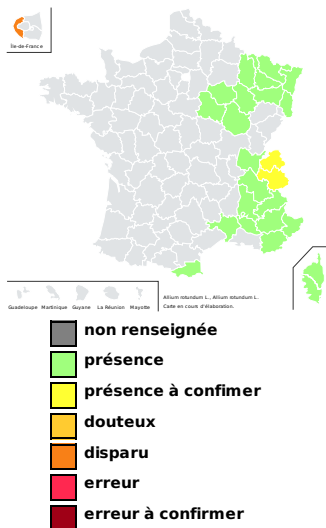 Île-de-France
Guadeloupe Martinique Guyane La Réunion Mayotte
Allium rotundum L., Allium rotundum L.
Carte en cours d'élaboration.
non renseignée
présence
présence à confimer
douteux
disparu
erreur
erreur à confirmer